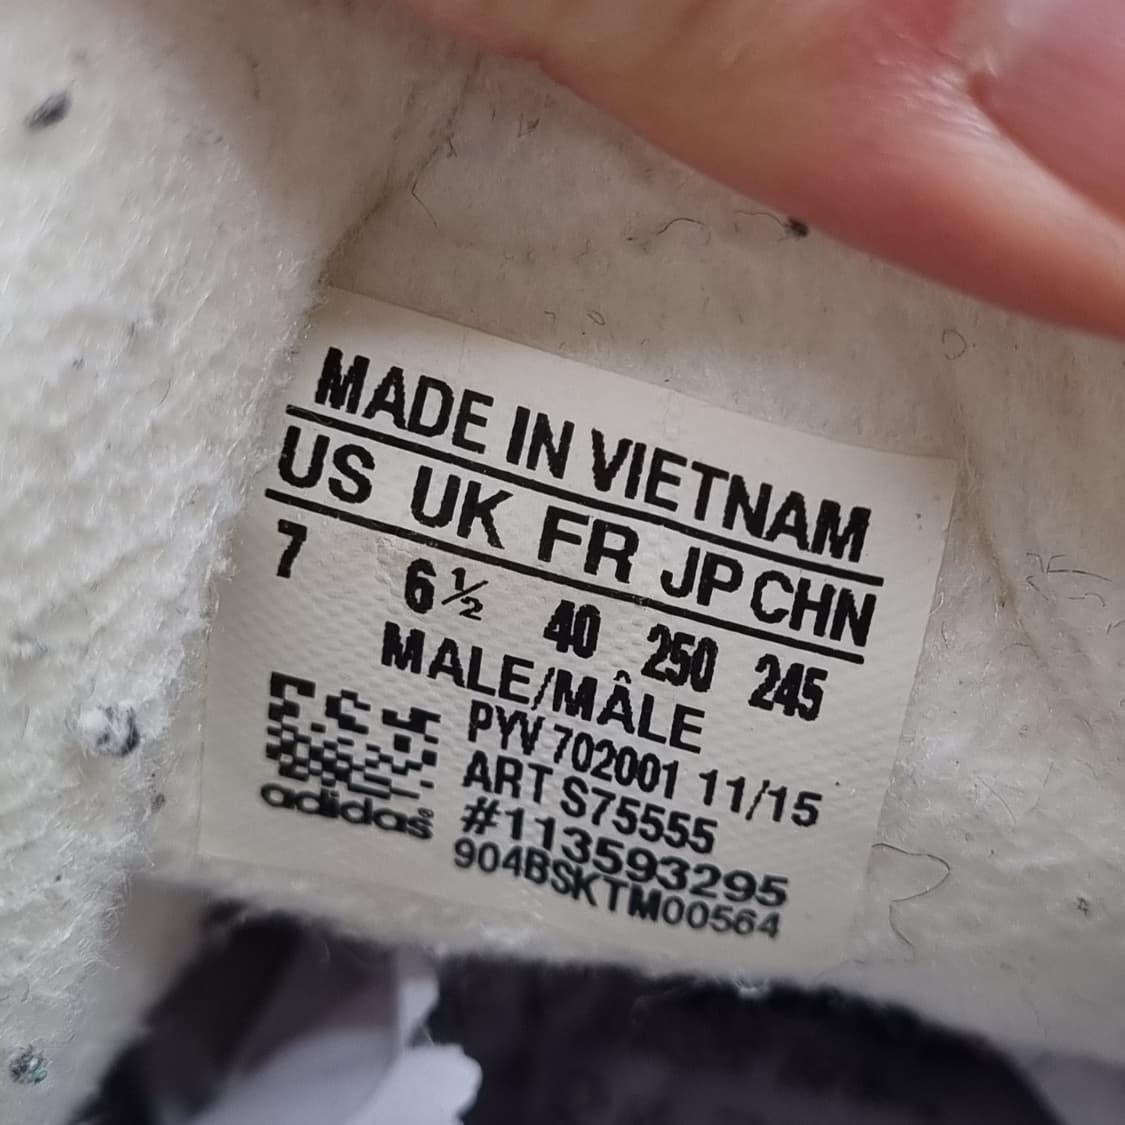 MADE IN VIETNAM
US UK FR JP CHN
7 6½ 40 250 245
MALE/MÂLE
PYV 702001 11/15
ART S75555
#113593295
904BSKTM00564
adidas®